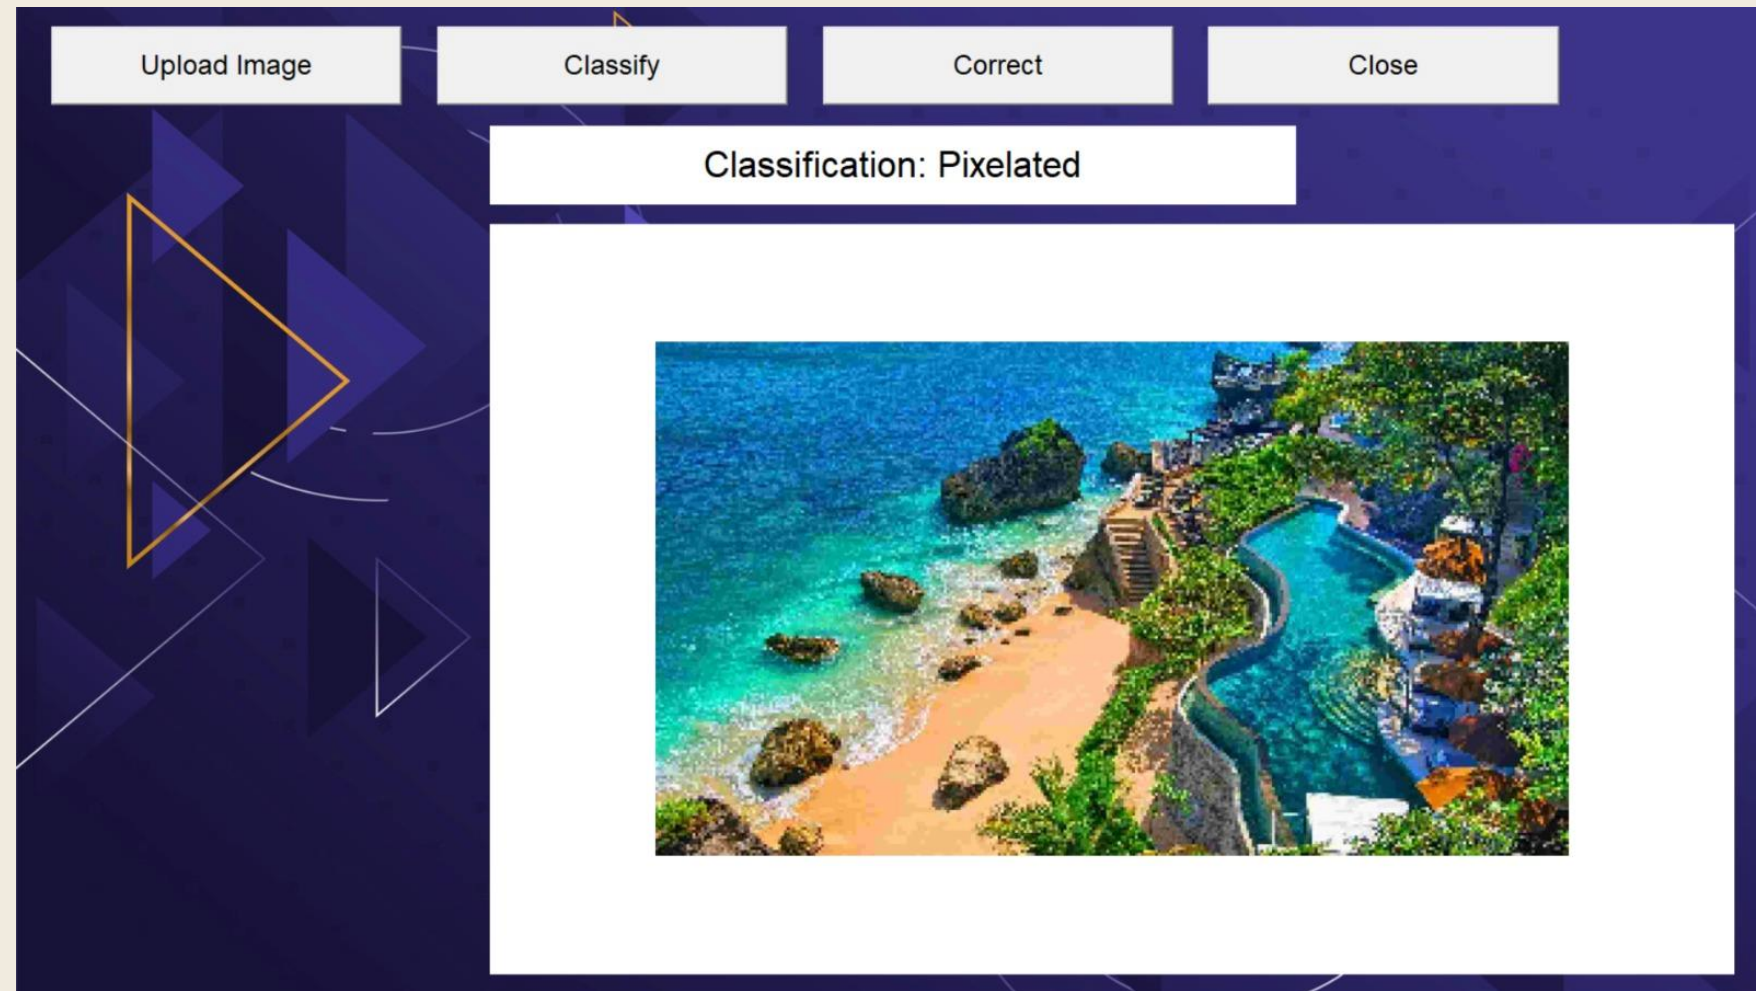 Upload Image
Classify
Correct
Close
Classification: Pixelated